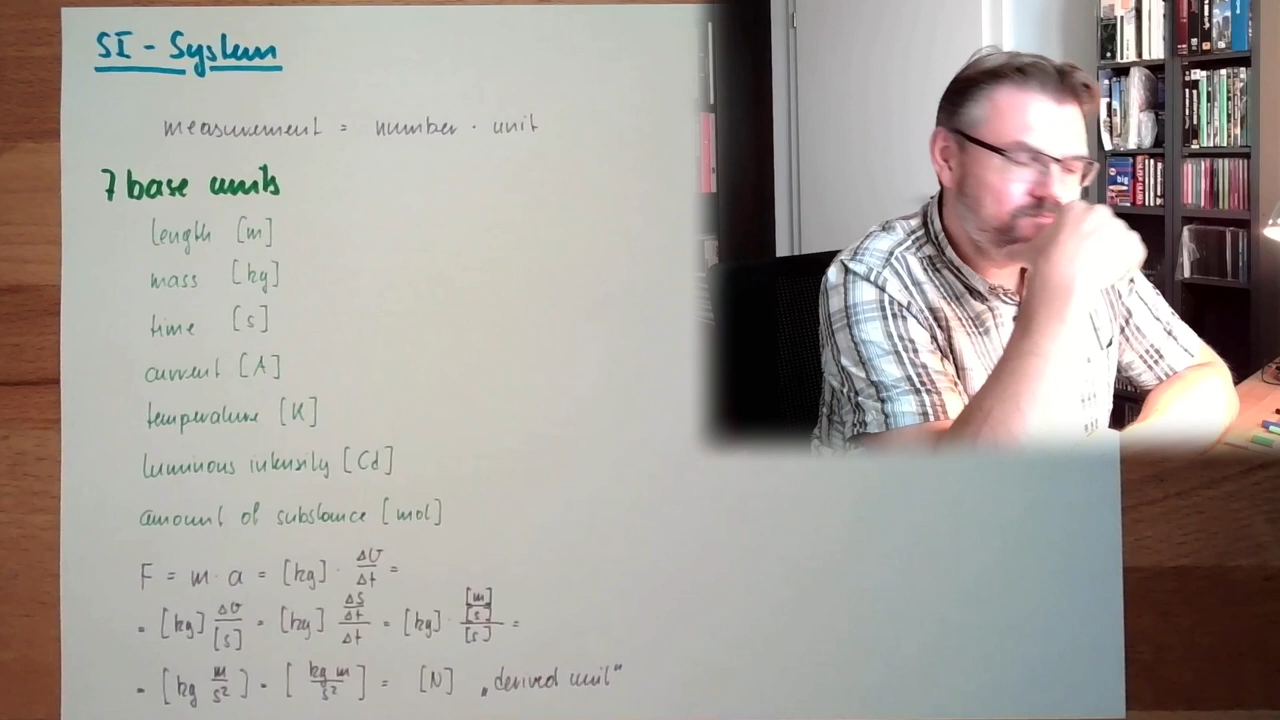 SI - System
measurement = number · unit
7 base units
length [m]
mass [kg]
time [s]
current [A]
temperature [K]
luminous intensity [Cd]
amount of substance [mol]
F = m · a = [kg] · Δv/Δt =
= [kg] Δv/[s] = [kg] (Δs/Δt)/Δt = [kg] · ([m]/[s])/[s] =
= [kg m/s²] = [kg m/s²] = [N] „derived unit"
big